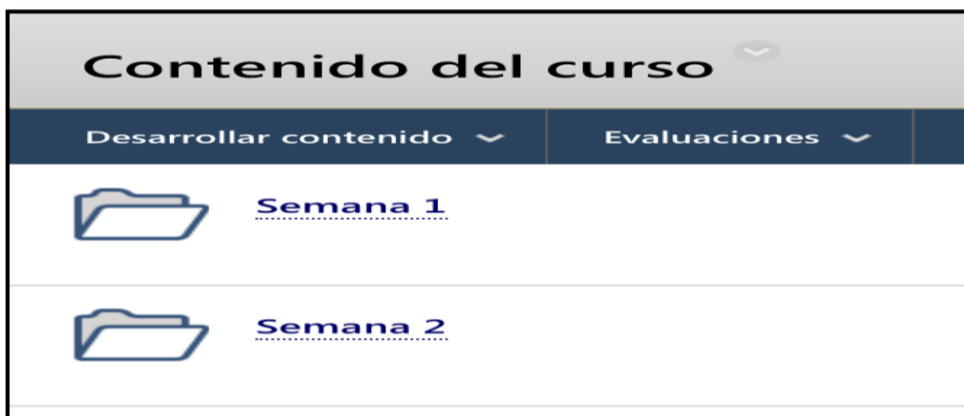 Contenido del curso
Desarrollar contenido Evaluaciones
Semana 1
Semana 2